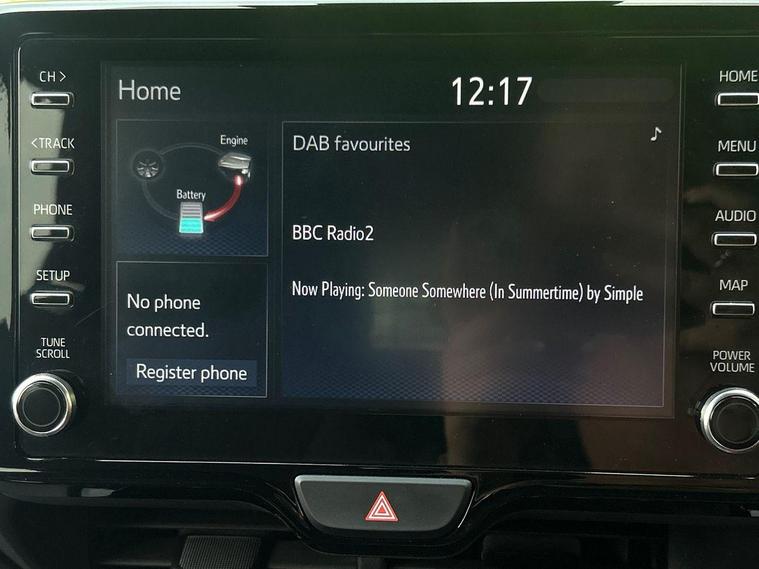 CH >
<TRACK
PHONE
SETUP
TUNE
SCROLL
Home
12:17
Engine
Battery
No phone
connected.
Register phone
DAB favourites
BBC Radio2
Now Playing: Someone Somewhere (In Summertime) by Simple
HOME
MENU
AUDIO
MAP
POWER
VOLUME